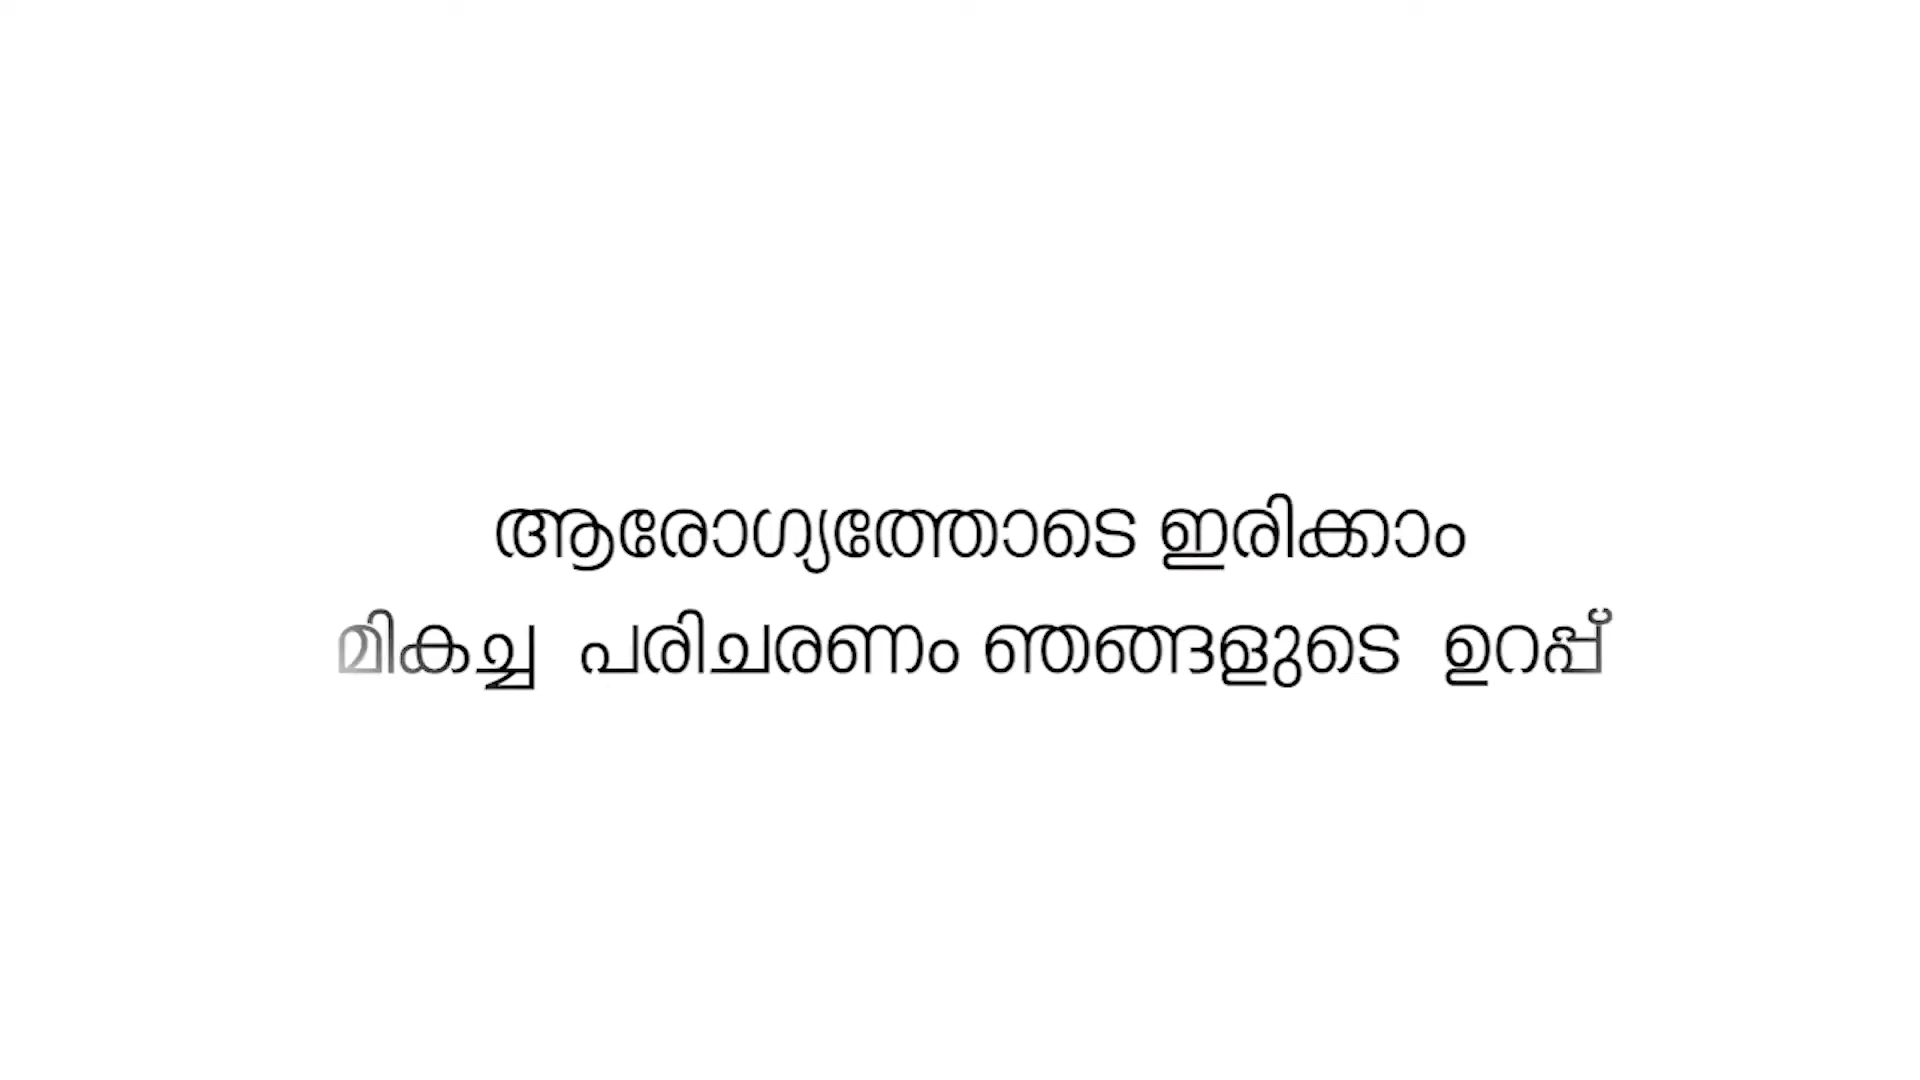 ആരോഗ്യത്തോടെ ഇരിക്കാം
മികച്ച പരിചരണം ഞങ്ങളുടെ ഉറപ്പ്